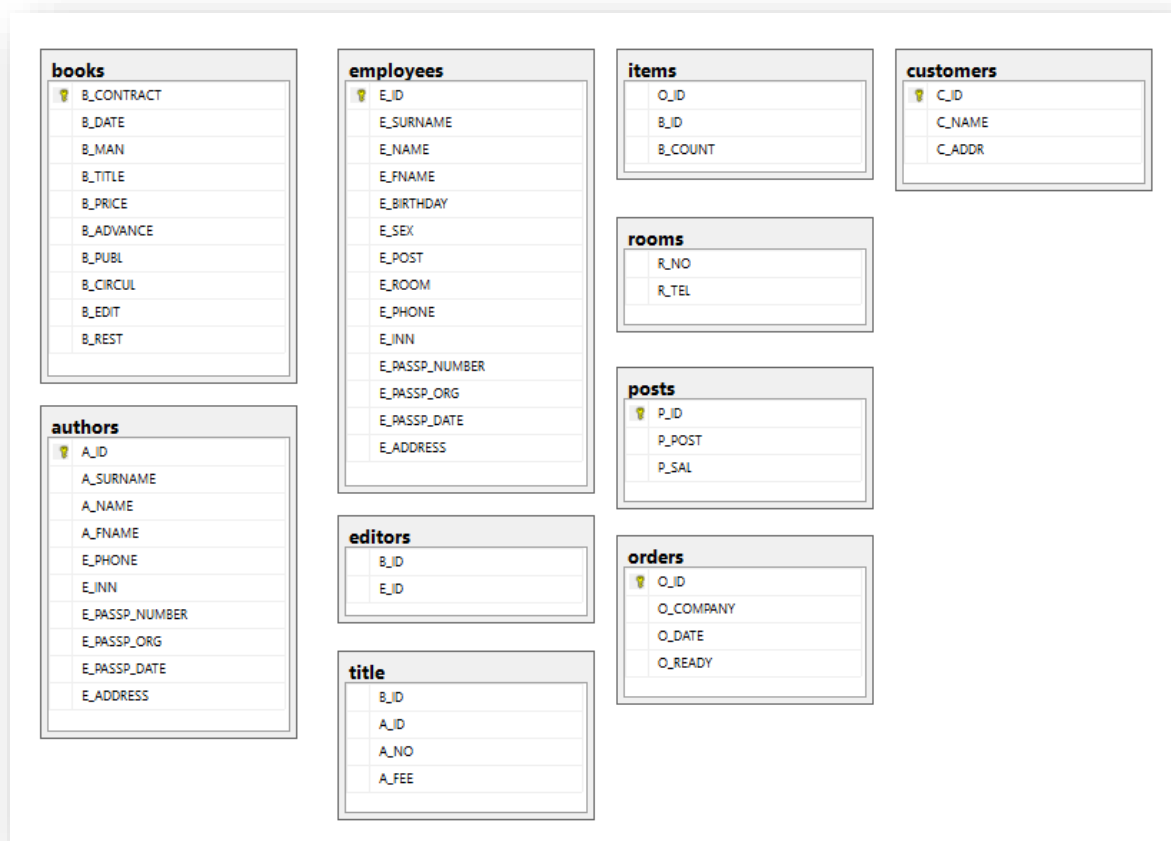 books
B_CONTRACT
B_DATE
B_MAN
B_TITLE
B_PRICE
B_ADVANCE
B_PUBL
B_CIRCUL
B_EDIT
B_REST
authors
A_ID
A_SURNAME
A_NAME
A_FNAME
E_PHONE
E_INN
E_PASSP_NUMBER
E_PASSP_ORG
E_PASSP_DATE
E_ADDRESS
employees
E_ID
E_SURNAME
E_NAME
E_FNAME
E_BIRTHDAY
E_SEX
E_POST
E_ROOM
E_PHONE
E_INN
E_PASSP_NUMBER
E_PASSP_ORG
E_PASSP_DATE
E_ADDRESS
editors
B_ID
E_ID
title
B_ID
A_ID
A_NO
A_FEE
items
O_ID
B_ID
B_COUNT
rooms
R_NO
R_TEL
posts
P_ID
P_POST
P_SAL
orders
O_ID
O_COMPANY
O_DATE
O_READY
customers
C_ID
C_NAME
C_ADDR